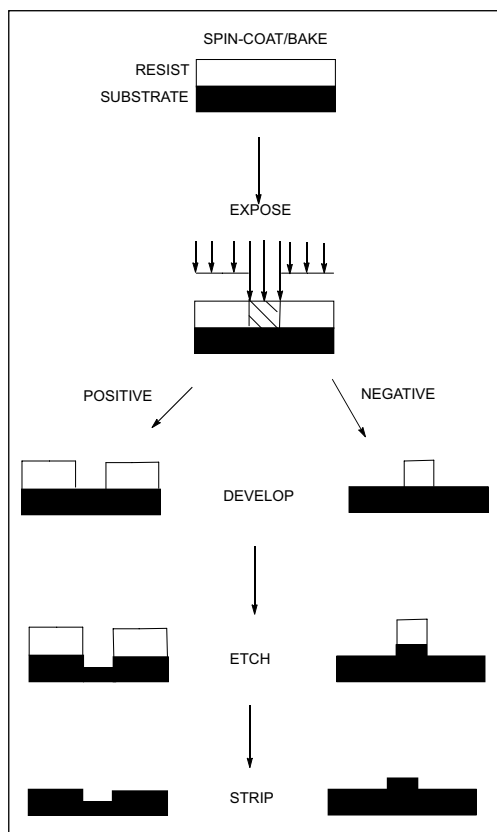 SPIN-COAT/BAKE
RESIST
SUBSTRATE
EXPOSE
POSITIVE
NEGATIVE
DEVELOP
ETCH
STRIP